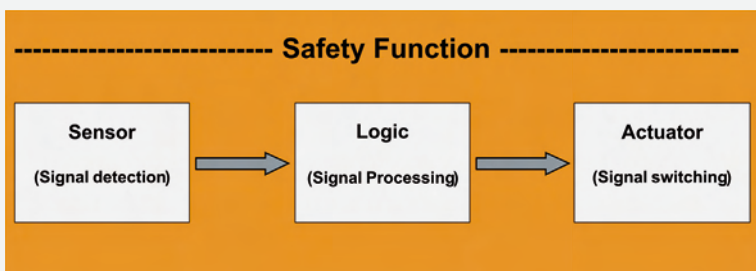 Safety Function
Sensor
(Signal detection)
Logic
(Signal Processing)
Actuator
(Signal switching)